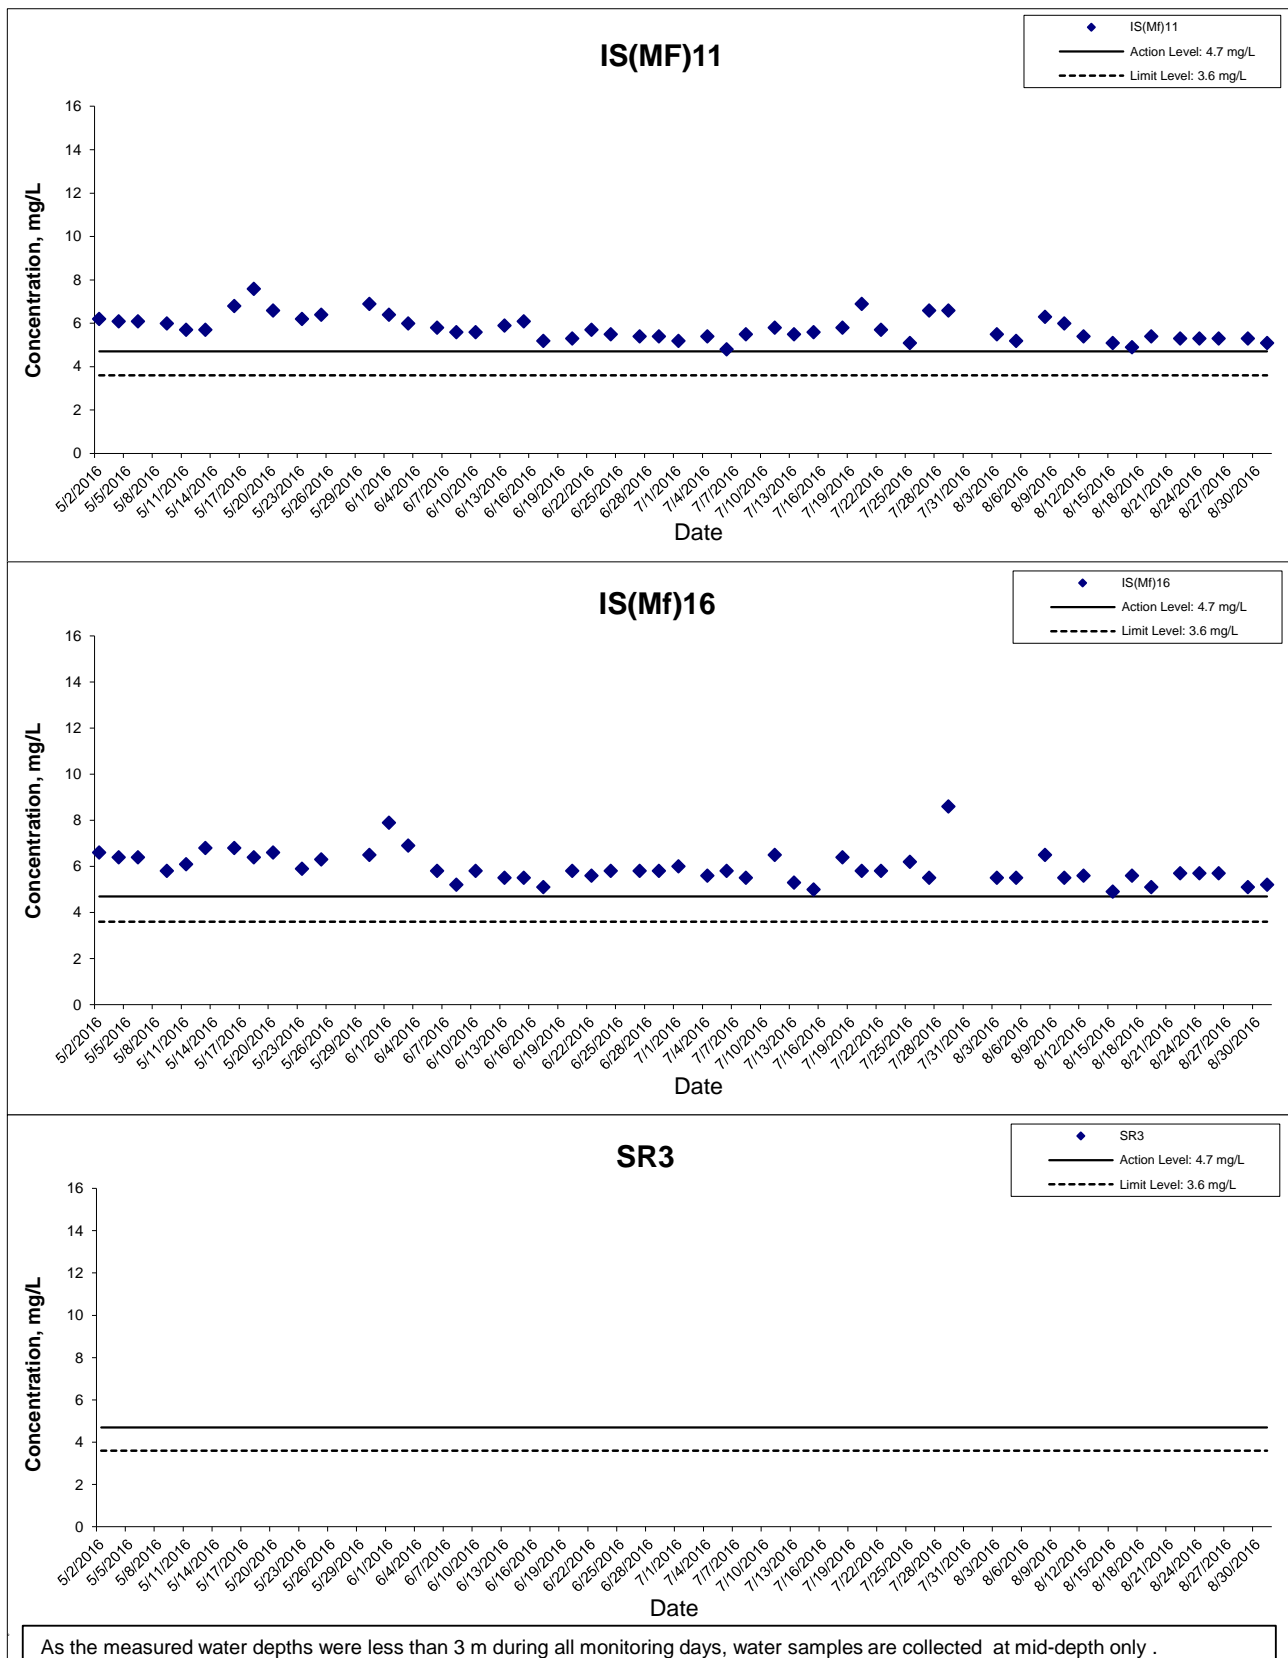 IS(MF)11
IS(Mf)11
Action Level: 4.7 mg/L
Limit Level: 3.6 mg/L
Concentration, mg/L
16
14
12
10
8
6
4
2
0
5/2/2016 5/5/2016 5/8/2016 5/11/2016 5/14/2016 5/17/2016 5/20/2016 5/23/2016 5/26/2016 5/29/2016 6/1/2016 6/4/2016 6/7/2016 6/10/2016 6/13/2016 6/16/2016 6/19/2016 6/22/2016 6/25/2016 6/28/2016 7/1/2016 7/4/2016 7/7/2016 7/10/2016 7/13/2016 7/16/2016 7/19/2016 7/22/2016 7/25/2016 7/28/2016 7/31/2016 8/3/2016 8/6/2016 8/9/2016 8/12/2016 8/15/2016 8/18/2016 8/21/2016 8/24/2016 8/27/2016 8/30/2016
Date
IS(Mf)16
IS(Mf)16
Action Level: 4.7 mg/L
Limit Level: 3.6 mg/L
Concentration, mg/L
16
14
12
10
8
6
4
2
0
5/2/2016 5/5/2016 5/8/2016 5/11/2016 5/14/2016 5/17/2016 5/20/2016 5/23/2016 5/26/2016 5/29/2016 6/1/2016 6/4/2016 6/7/2016 6/10/2016 6/13/2016 6/16/2016 6/19/2016 6/22/2016 6/25/2016 6/28/2016 7/1/2016 7/4/2016 7/7/2016 7/10/2016 7/13/2016 7/16/2016 7/19/2016 7/22/2016 7/25/2016 7/28/2016 7/31/2016 8/3/2016 8/6/2016 8/9/2016 8/12/2016 8/15/2016 8/18/2016 8/21/2016 8/24/2016 8/27/2016 8/30/2016
Date
SR3
SR3
Action Level: 4.7 mg/L
Limit Level: 3.6 mg/L
Concentration, mg/L
16
14
12
10
8
6
4
2
0
5/2/2016 5/5/2016 5/8/2016 5/11/2016 5/14/2016 5/17/2016 5/20/2016 5/23/2016 5/26/2016 5/29/2016 6/1/2016 6/4/2016 6/7/2016 6/10/2016 6/13/2016 6/16/2016 6/19/2016 6/22/2016 6/25/2016 6/28/2016 7/1/2016 7/4/2016 7/7/2016 7/10/2016 7/13/2016 7/16/2016 7/19/2016 7/22/2016 7/25/2016 7/28/2016 7/31/2016 8/3/2016 8/6/2016 8/9/2016 8/12/2016 8/15/2016 8/18/2016 8/21/2016 8/24/2016 8/27/2016 8/30/2016
Date
As the measured water depths were less than 3 m during all monitoring days, water samples are collected at mid-depth only .